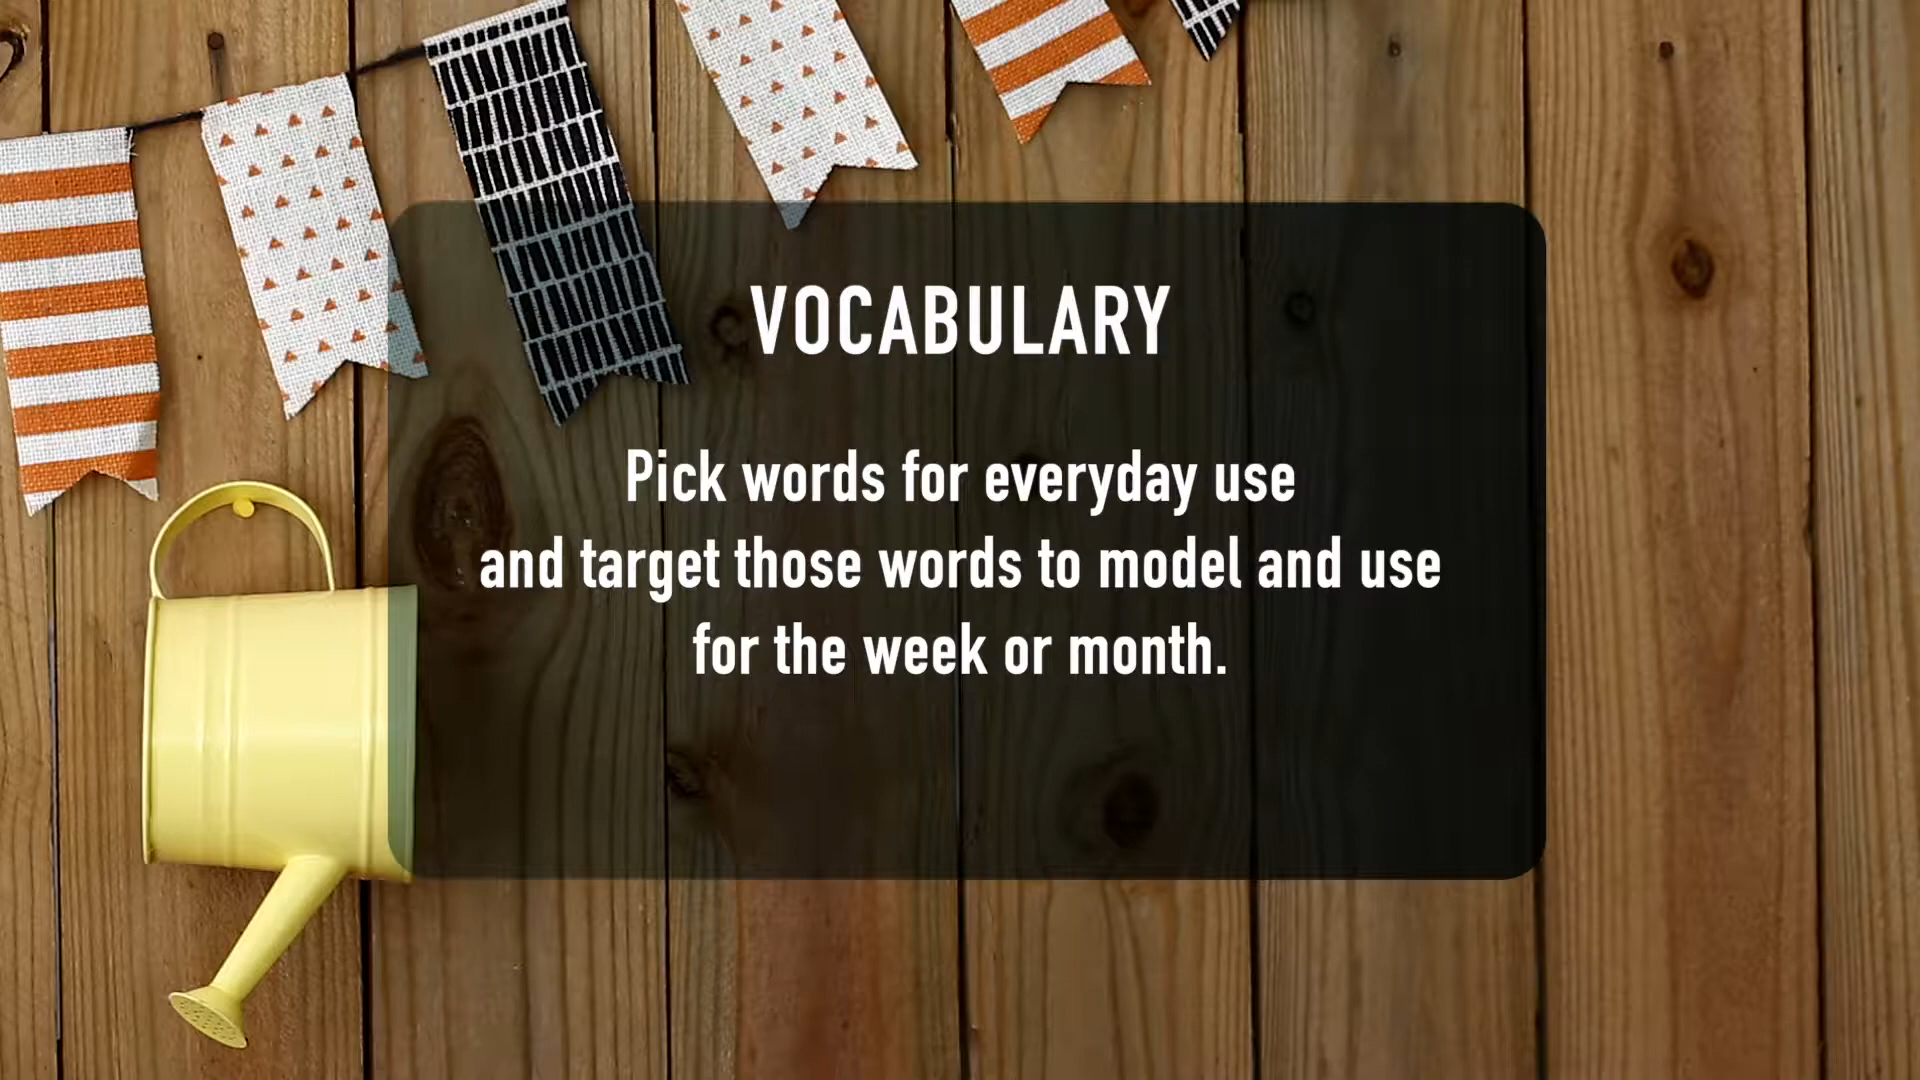 VOCABULARY
Pick words for everyday use
and target those words to model and use
for the week or month.